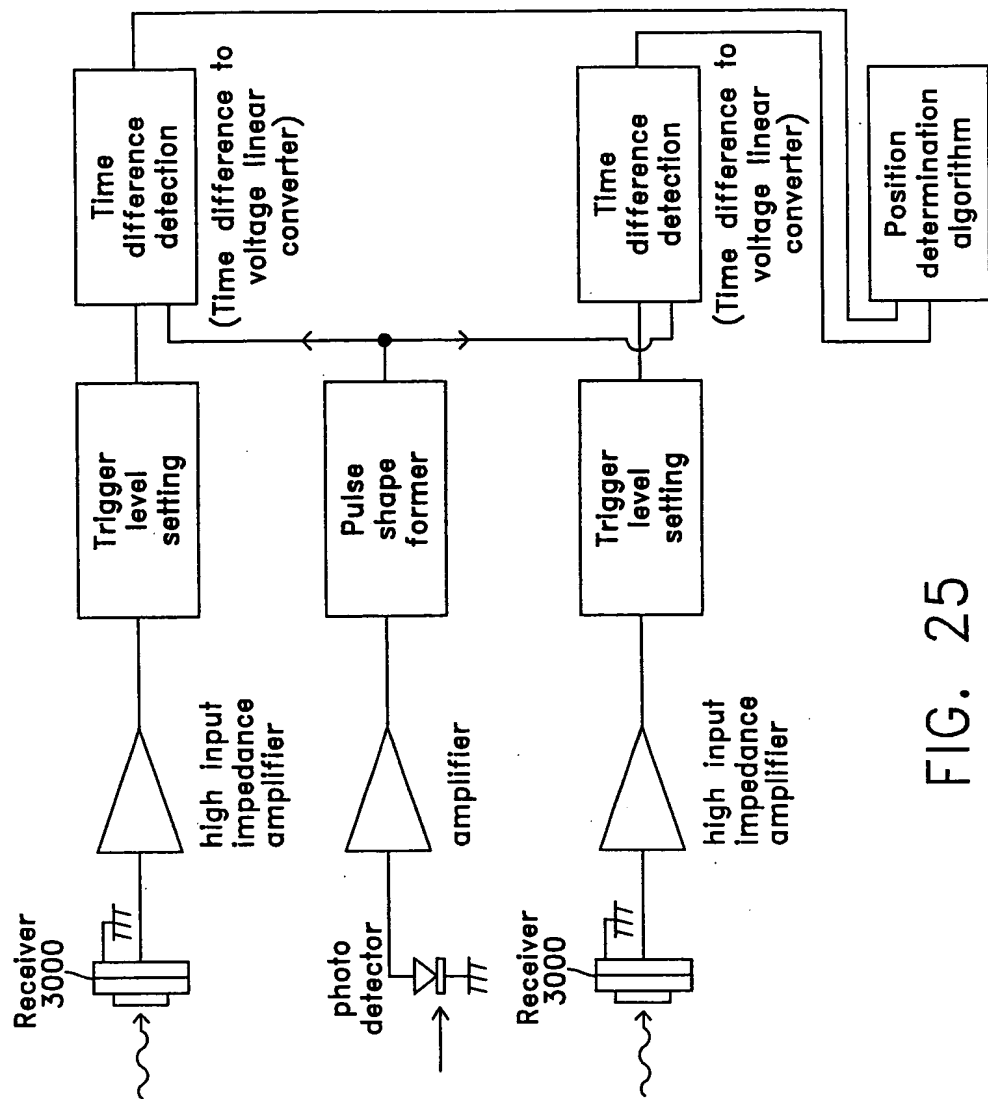 Receiver
3000
high input
impedance
amplifier
Trigger
level
setting
Time
difference
detection
(Time difference to
voltage linear
converter)
photo
detector
amplifier
Pulse
shape
former
Receiver
3000
high input
impedance
amplifier
Trigger
level
setting
Time
difference
detection
(Time difference to
voltage linear
converter)
Position
determination
algorithm
FIG. 25